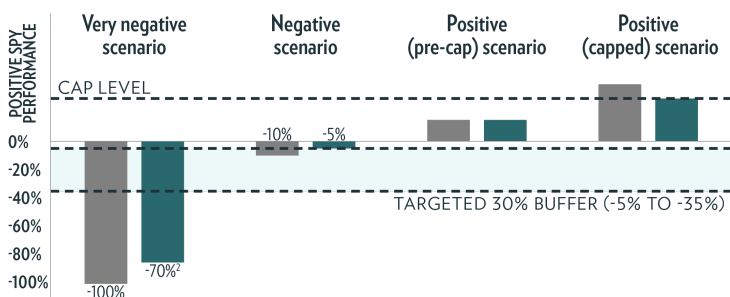 Very negative
scenario
Negative
scenario
Positive
(pre-cap) scenario
Positive
(capped) scenario
POSITIVE SPY
PERFORMANCE
CAP LEVEL
0%
-20%
-40%
-60%
-80%
-100%
-10%
-5%
TARGETED 30% BUFFER (-5% TO -35%)
-70%²
-100%